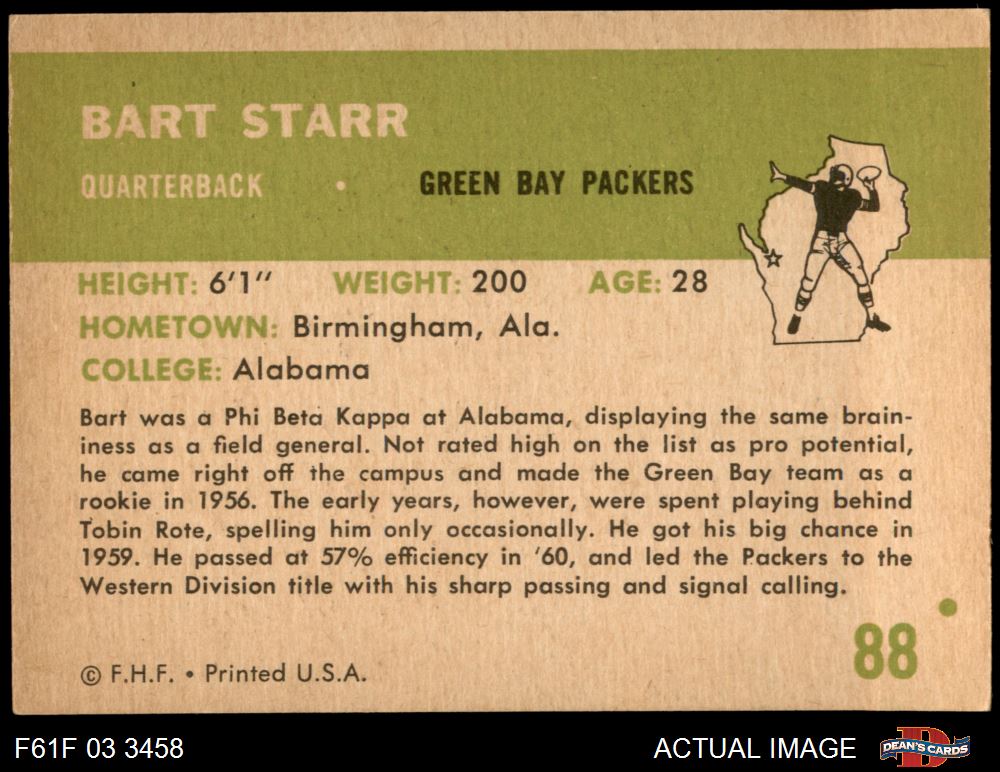 BART STARR
QUARTERBACK • GREEN BAY PACKERS
HEIGHT: 6'1" WEIGHT: 200 AGE: 28
HOMETOWN: Birmingham, Ala.
COLLEGE: Alabama
Bart was a Phi Beta Kappa at Alabama, displaying the same brain-
iness as a field general. Not rated high on the list as pro potential,
he came right off the campus and made the Green Bay team as a
rookie in 1956. The early years, however, were spent playing behind
Tobin Rote, spelling him only occasionally. He got his big chance in
1959. He passed at 57% efficiency in '60, and led the Packers to the
Western Division title with his sharp passing and signal calling.
88
© F.H.F. • Printed U.S.A.
F61F 03 3458 ACTUAL IMAGE DEAN'S CARDS